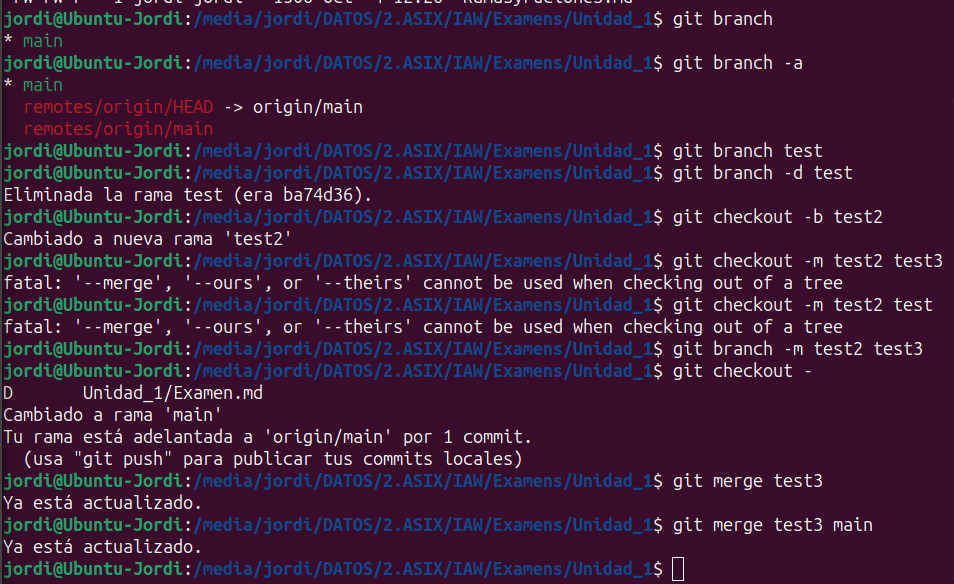 jordi@Ubuntu-Jordi:/media/jordi/DATOS/2.ASIX/IAW/Examens/Unidad_1$ git branch
* main
jordi@Ubuntu-Jordi:/media/jordi/DATOS/2.ASIX/IAW/Examens/Unidad_1$ git branch -a
* main
  remotes/origin/HEAD -> origin/main
  remotes/origin/main
jordi@Ubuntu-Jordi:/media/jordi/DATOS/2.ASIX/IAW/Examens/Unidad_1$ git branch test
jordi@Ubuntu-Jordi:/media/jordi/DATOS/2.ASIX/IAW/Examens/Unidad_1$ git branch -d test
Eliminada la rama test (era ba74d36).
jordi@Ubuntu-Jordi:/media/jordi/DATOS/2.ASIX/IAW/Examens/Unidad_1$ git checkout -b test2
Cambiado a nueva rama 'test2'
jordi@Ubuntu-Jordi:/media/jordi/DATOS/2.ASIX/IAW/Examens/Unidad_1$ git checkout -m test2 test3
fatal: '--merge', '--ours', or '--theirs' cannot be used when checking out of a tree
jordi@Ubuntu-Jordi:/media/jordi/DATOS/2.ASIX/IAW/Examens/Unidad_1$ git checkout -m test2 test
fatal: '--merge', '--ours', or '--theirs' cannot be used when checking out of a tree
jordi@Ubuntu-Jordi:/media/jordi/DATOS/2.ASIX/IAW/Examens/Unidad_1$ git branch -m test2 test3
jordi@Ubuntu-Jordi:/media/jordi/DATOS/2.ASIX/IAW/Examens/Unidad_1$ git checkout -
D       Unidad_1/Examen.md
Cambiado a rama 'main'
Tu rama está adelantada a 'origin/main' por 1 commit.
  (usa "git push" para publicar tus commits locales)
jordi@Ubuntu-Jordi:/media/jordi/DATOS/2.ASIX/IAW/Examens/Unidad_1$ git merge test3
Ya está actualizado.
jordi@Ubuntu-Jordi:/media/jordi/DATOS/2.ASIX/IAW/Examens/Unidad_1$ git merge test3 main
Ya está actualizado.
jordi@Ubuntu-Jordi:/media/jordi/DATOS/2.ASIX/IAW/Examens/Unidad_1$